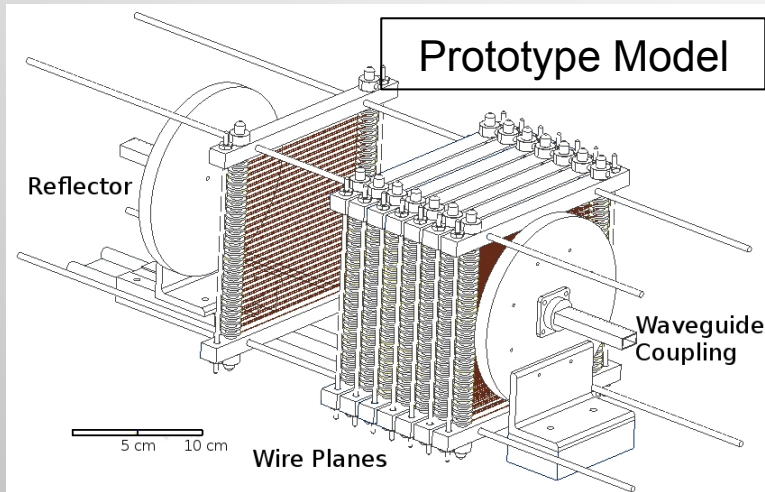 Prototype Model
Reflector
Waveguide
Coupling
5 cm 10 cm
Wire Planes